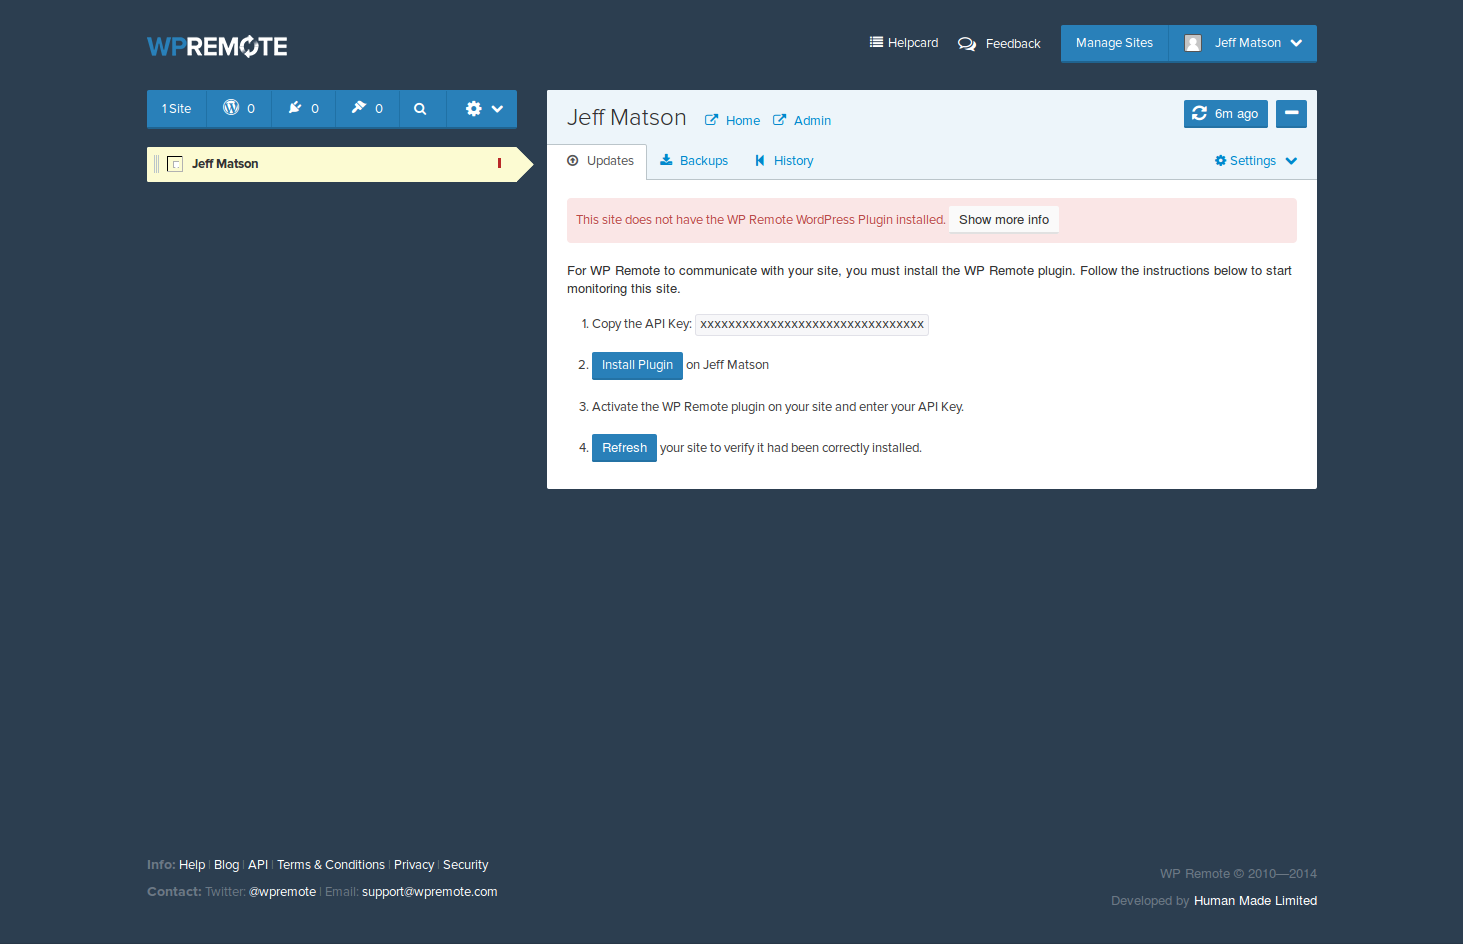 WPREMOTE
Helpcard Feedback Manage Sites Jeff Matson
1 Site 0 0 0
Jeff Matson
Jeff Matson Home Admin 6m ago
Updates Backups History Settings
This site does not have the WP Remote WordPress Plugin installed. Show more info
For WP Remote to communicate with your site, you must install the WP Remote plugin. Follow the instructions below to start
monitoring this site.
1. Copy the API Key: xxxxxxxxxxxxxxxxxxxxxxxxxxxxxxxx
2. Install Plugin on Jeff Matson
3. Activate the WP Remote plugin on your site and enter your API Key.
4. Refresh your site to verify it had been correctly installed.
Info: Help | Blog | API | Terms & Conditions | Privacy | Security
Contact: Twitter: @wpremote | Email: support@wpremote.com
WP Remote © 2010—2014
Developed by Human Made Limited